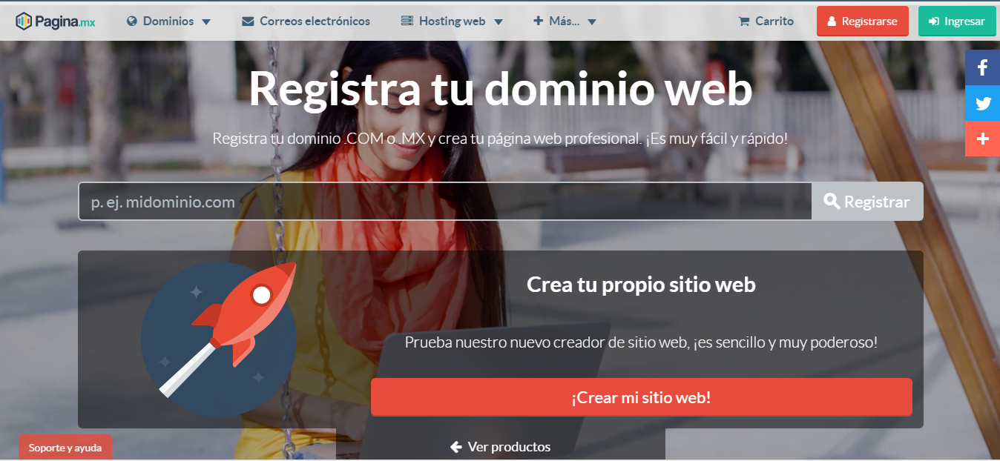 Pagina.mx
Dominios
Correos electrónicos
Hosting web
Más...
Carrito
Registrarse
Ingresar
Registra tu dominio web
Registra tu dominio .COM o .MX y crea tu página web profesional. ¡Es muy fácil y rápido!
p. ej. midominio.com
Registrar
Crea tu propio sitio web
Prueba nuestro nuevo creador de sitio web, ¡es sencillo y muy poderoso!
¡Crear mi sitio web!
Ver productos
Soporte y ayuda